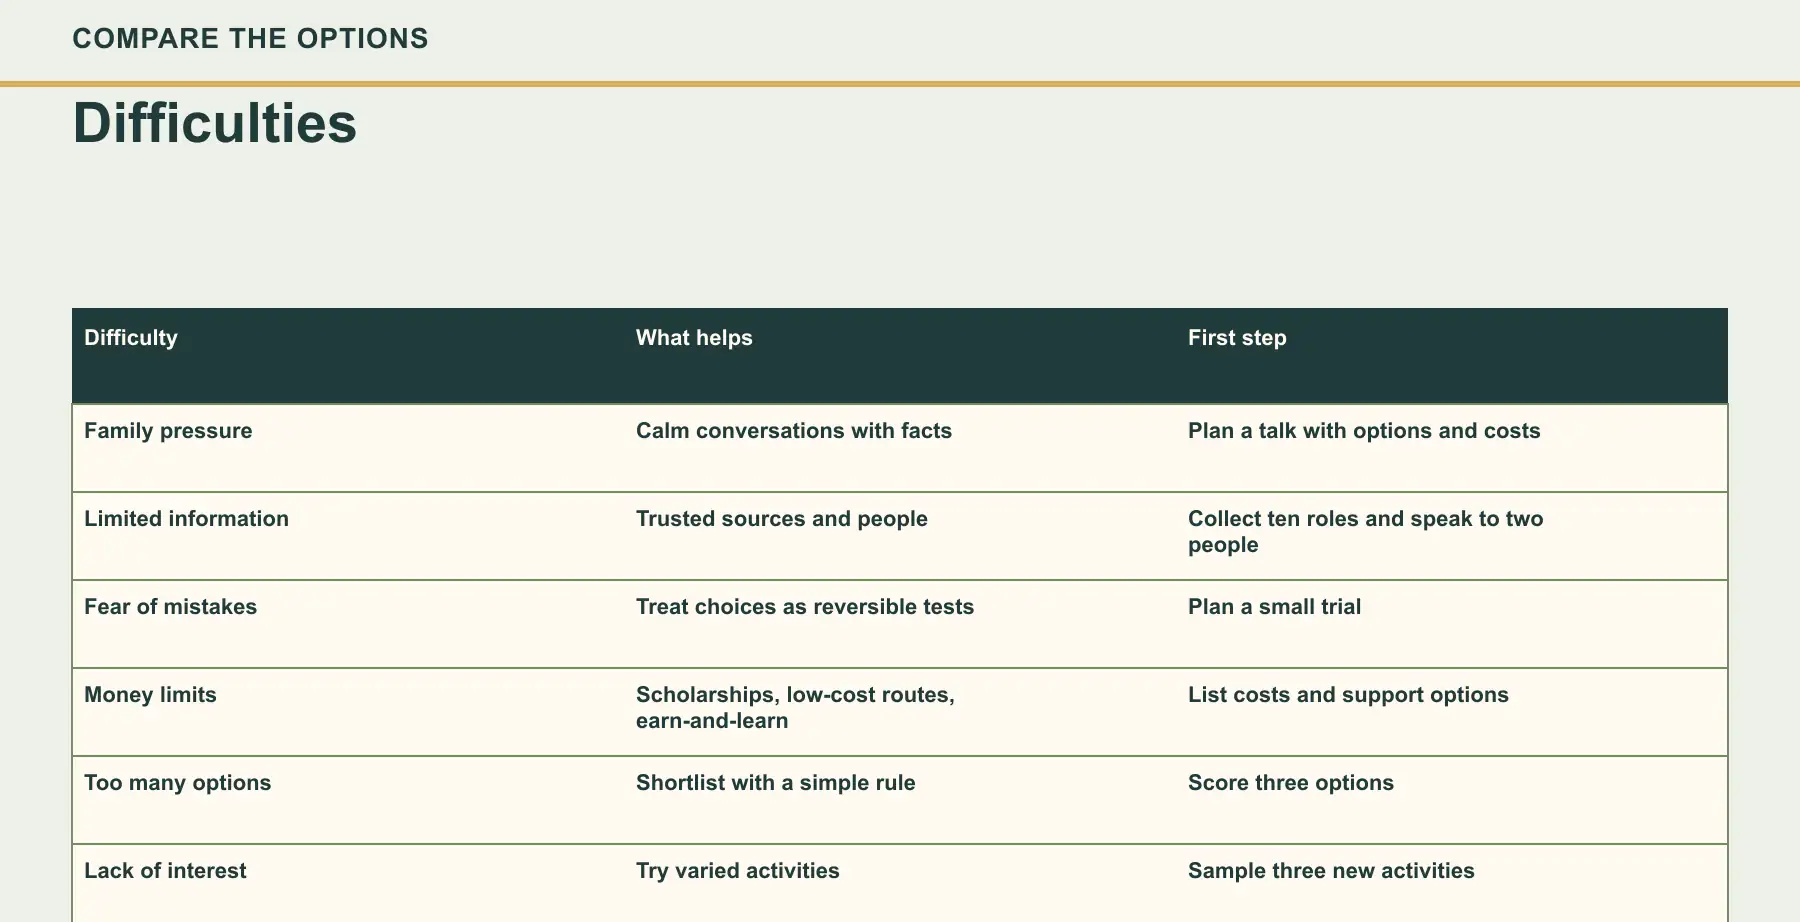 COMPARE THE OPTIONS
Difficulties
Difficulty What helps First step
Family pressure Calm conversations with facts Plan a talk with options and costs
Limited information Trusted sources and people Collect ten roles and speak to two
people
Fear of mistakes Treat choices as reversible tests Plan a small trial
Money limits Scholarships, low-cost routes, List costs and support options
earn-and-learn
Too many options Shortlist with a simple rule Score three options
Lack of interest Try varied activities Sample three new activities